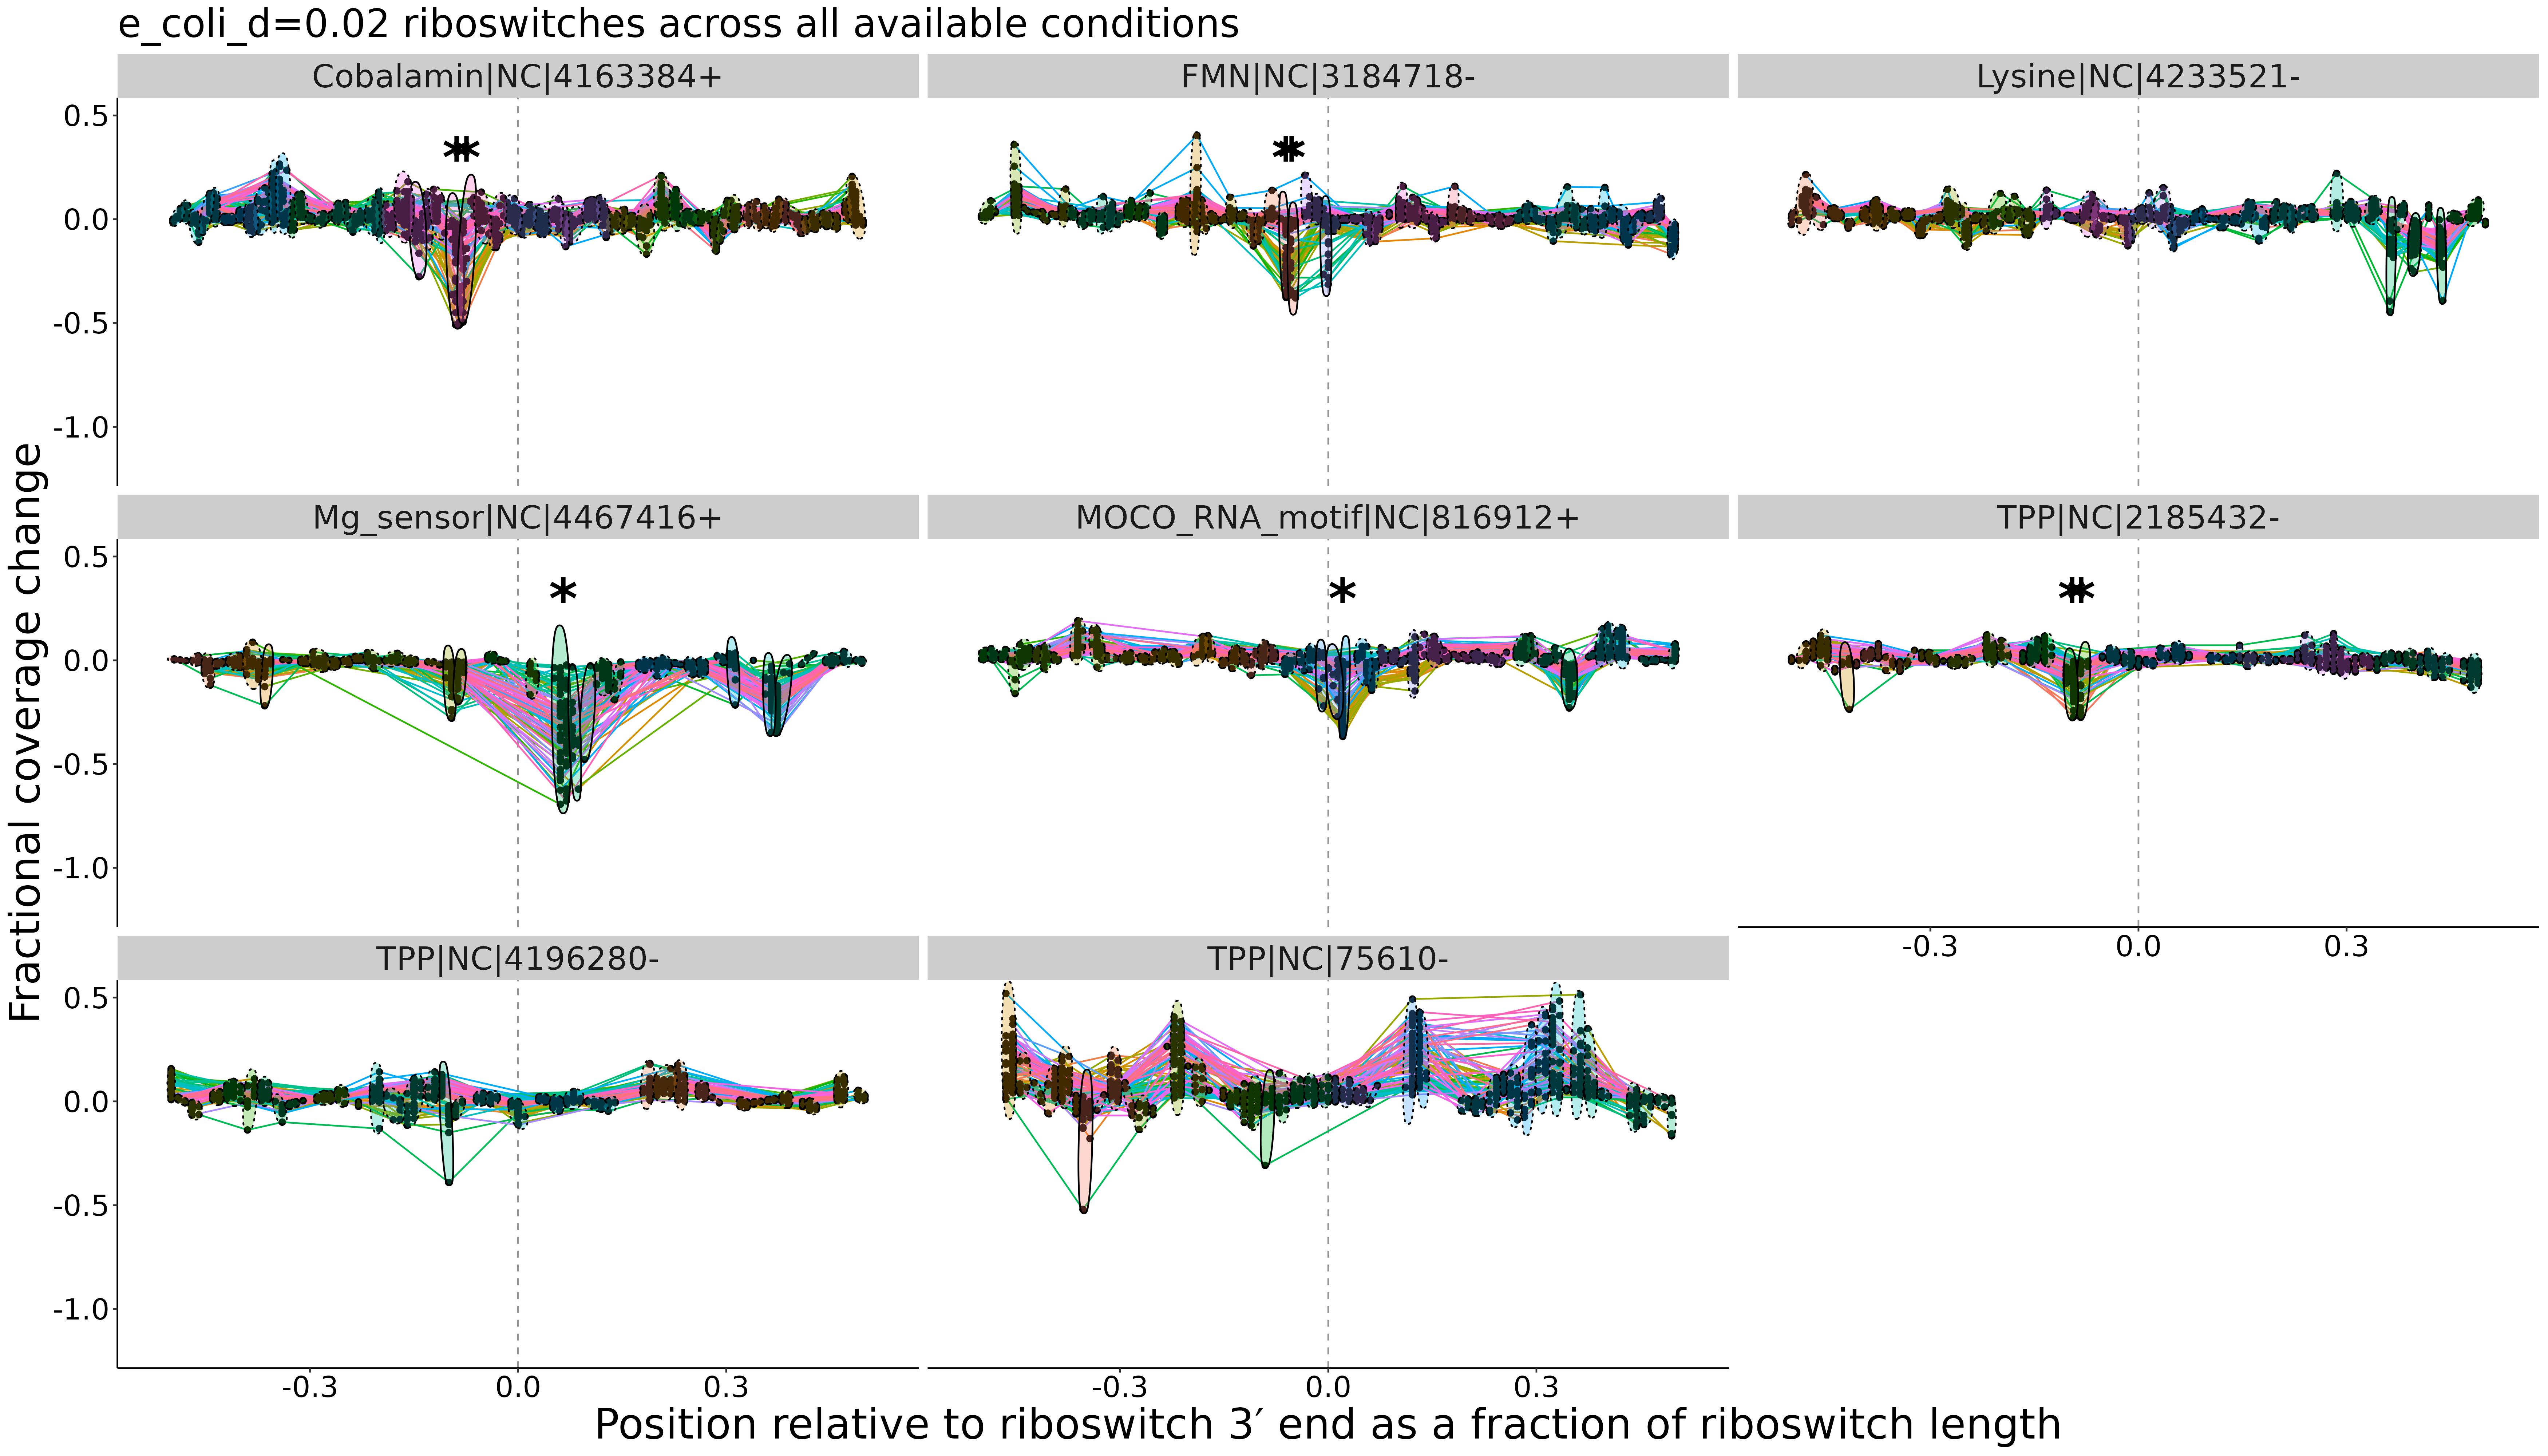 e_coli_d=0.02 riboswitches across all available conditions
Cobalamin|NC|4163384+
FMN|NC|3184718-
Lysine|NC|4233521-
0.5
0.0
-0.5
-1.0
**
**
Mg_sensor|NC|4467416+
MOCO_RNA_motif|NC|816912+
TPP|NC|2185432-
0.5
0.0
-0.5
-1.0
*
*
**
-0.3
0.0
0.3
TPP|NC|4196280-
TPP|NC|75610-
0.5
0.0
-0.5
-1.0
-0.3
0.0
0.3
-0.3
0.0
0.3
Fractional coverage change
Position relative to riboswitch 3′ end as a fraction of riboswitch length